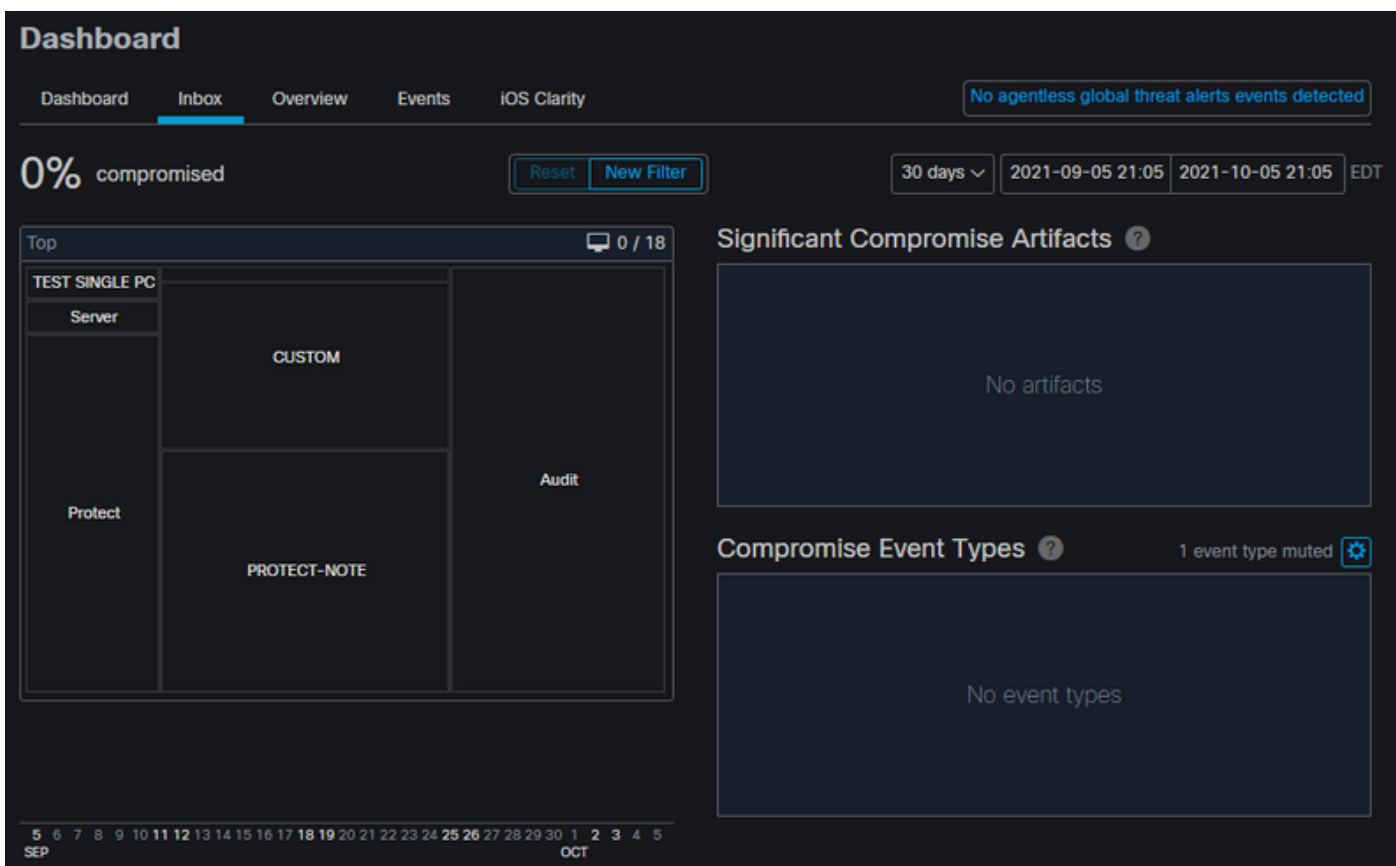 Dashboard
Dashboard Inbox Overview Events iOS Clarity No agentless global threat alerts events detected
0% compromised Reset New Filter 30 days 2021-09-05 21:05 2021-10-05 21:05 EDT
Top 0 / 18
TEST SINGLE PC
Server
CUSTOM
Protect
PROTECT-NOTE
Audit
Significant Compromise Artifacts ?
No artifacts
Compromise Event Types ? 1 event type muted
No event types
5 6 7 8 9 10 11 12 13 14 15 16 17 18 19 20 21 22 23 24 25 26 27 28 29 30 1 2 3 4 5
SEP OCT